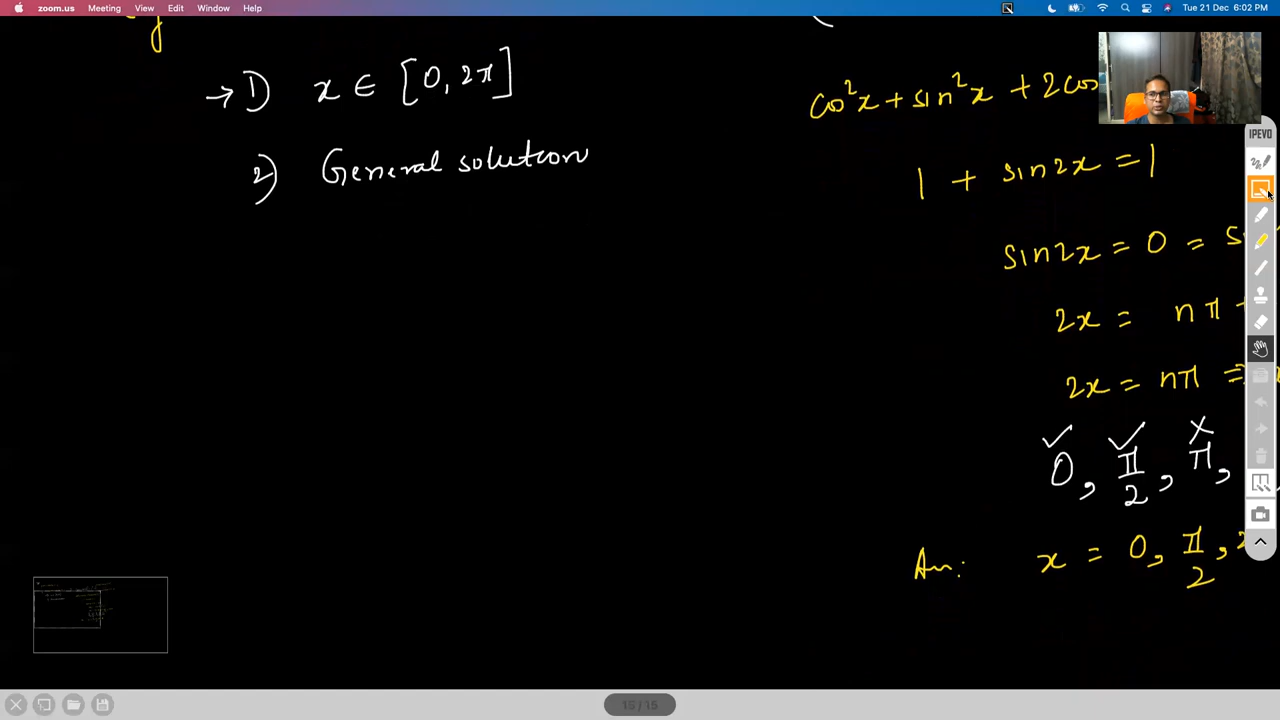 zoom.us Meeting View Edit Window Help Tue 21 Dec 6:02 PM
y
→ 1) x ∈ [0, 2π]
2) General solution
cos²x + sin²x + 2cos
1 + sin2x = 1
sin2x = 0 =
2x = nπ
2x = nπ ⇒
✓ ✓ ×
0, π/2, π,
An: x = 0, π/2,
IPEVO
15/15